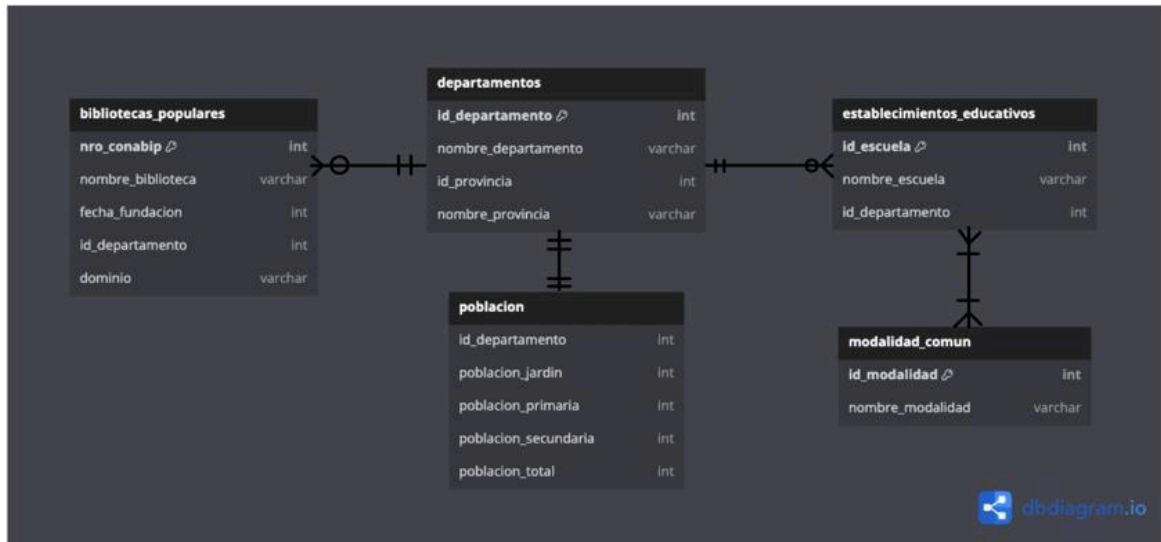 bibliotecas_populares
nro_conabip int
nombre_biblioteca varchar
fecha_fundacion int
id_departamento int
dominio varchar
departamentos
id_departamento int
nombre_departamento varchar
id_provincia int
nombre_provincia varchar
poblacion
id_departamento int
poblacion_jardin int
poblacion_primaria int
poblacion_secundaria int
poblacion_total int
establecimientos_educativos
id_escuela int
nombre_escuela varchar
id_departamento int
modalidad_comun
id_modalidad int
nombre_modalidad varchar
dbdiagram.io